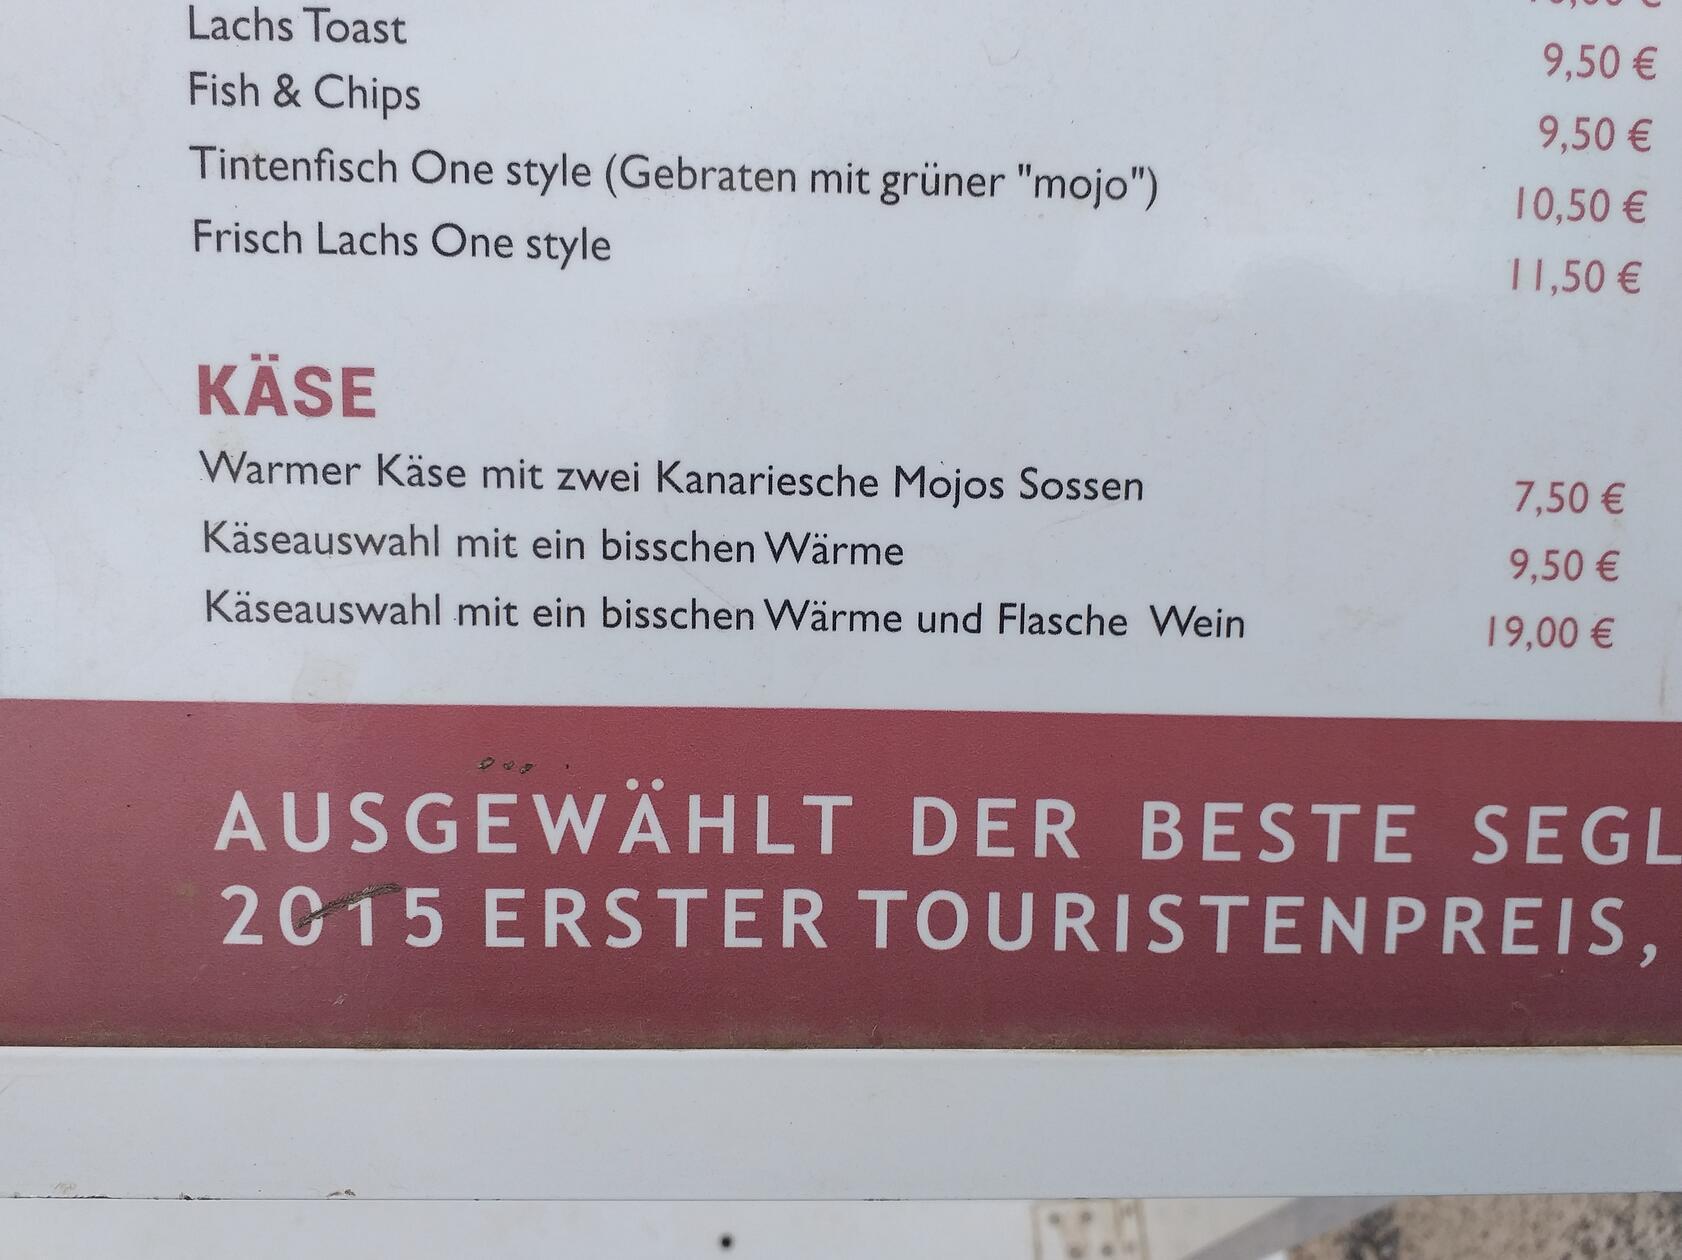 Lachs Toast
9,50 €
Fish & Chips
9,50 €
Tintenfisch One style (Gebraten mit grüner "mojo")
10,50 €
Frisch Lachs One style
11,50 €
KÄSE
Warmer Käse mit zwei Kanariesche Mojos Sossen
7,50 €
Käseauswahl mit ein bisschen Wärme
9,50 €
Käseauswahl mit ein bisschen Wärme und Flasche Wein
19,00 €
AUSGEWÄHLT DER BESTE SEGL
2015 ERSTER TOURISTENPREIS,